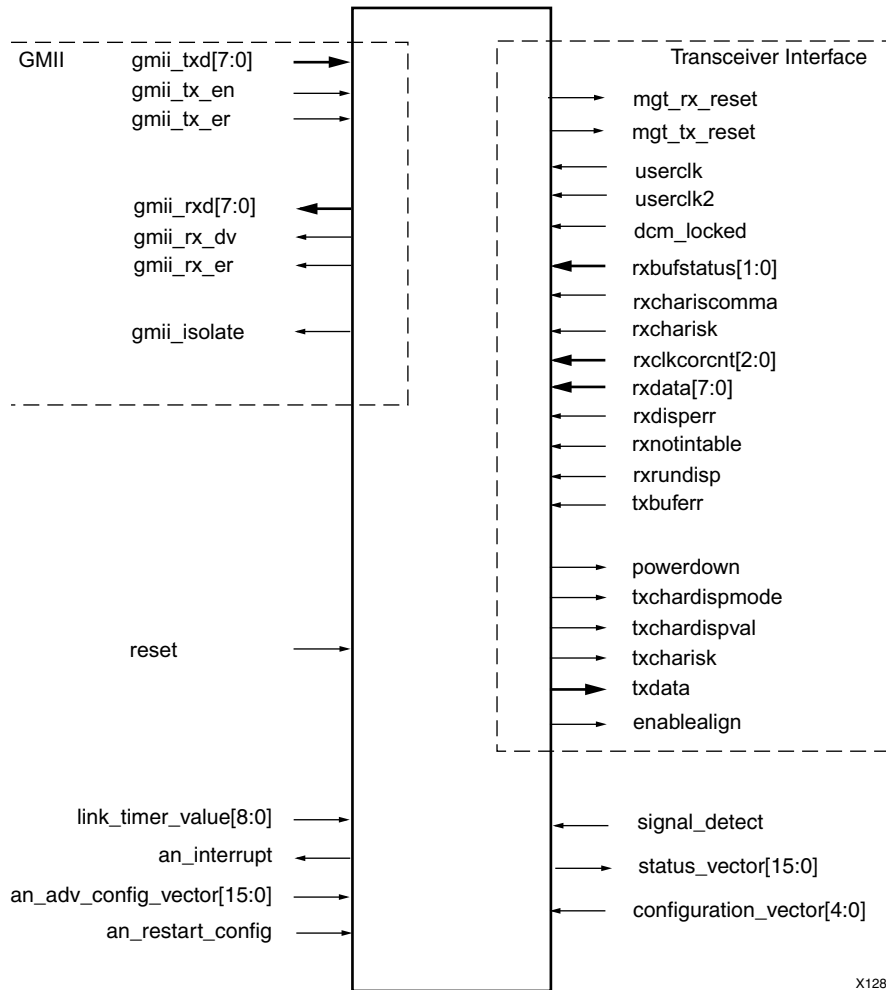 GMII
gmii_txd[7:0]
gmii_tx_en
gmii_tx_er
gmii_rxd[7:0]
gmii_rx_dv
gmii_rx_er
gmii_isolate
reset
link_timer_value[8:0]
an_interrupt
an_adv_config_vector[15:0]
an_restart_config
Transceiver Interface
mgt_rx_reset
mgt_tx_reset
userclk
userclk2
dcm_locked
rxbufstatus[1:0]
rxchariscomma
rxcharisk
rxclkcorcnt[2:0]
rxdata[7:0]
rxdisperr
rxnotintable
rxrundisp
txbuferr
powerdown
txchardispmode
txchardispval
txcharisk
txdata
enablealign
signal_detect
status_vector[15:0]
configuration_vector[4:0]
X128